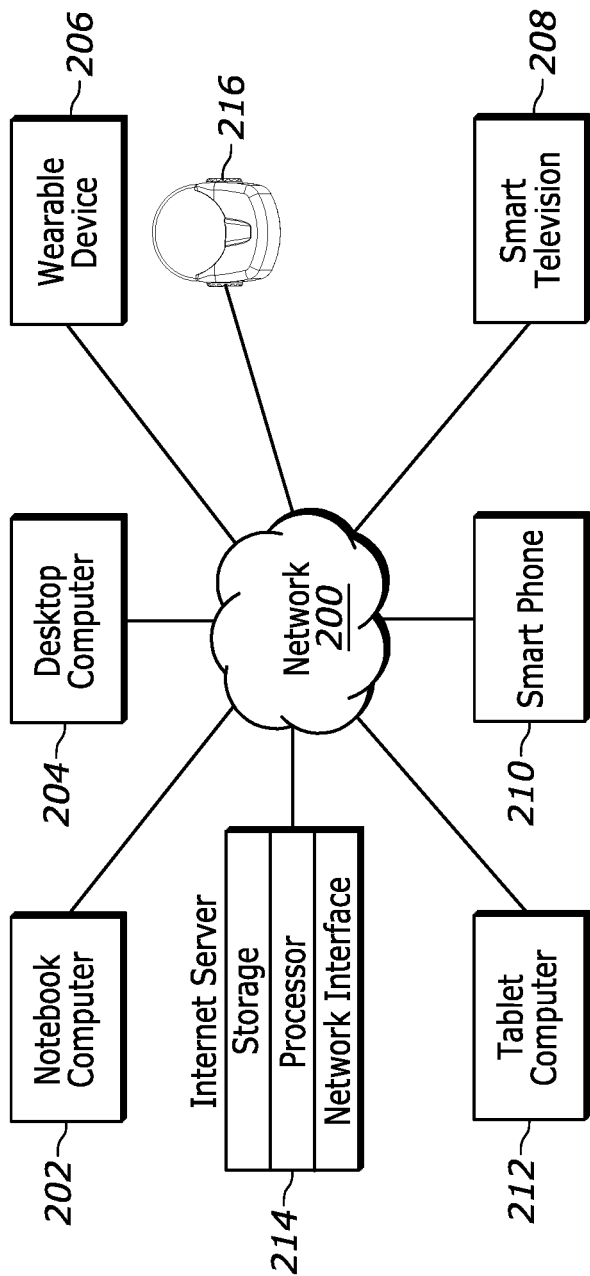 202
Notebook
Computer
204
Desktop
Computer
Wearable
Device
206
214
Internet Server
Storage
Processor
Network Interface
Network
200
216
212
Tablet
Computer
210
Smart Phone
Smart
Television
208